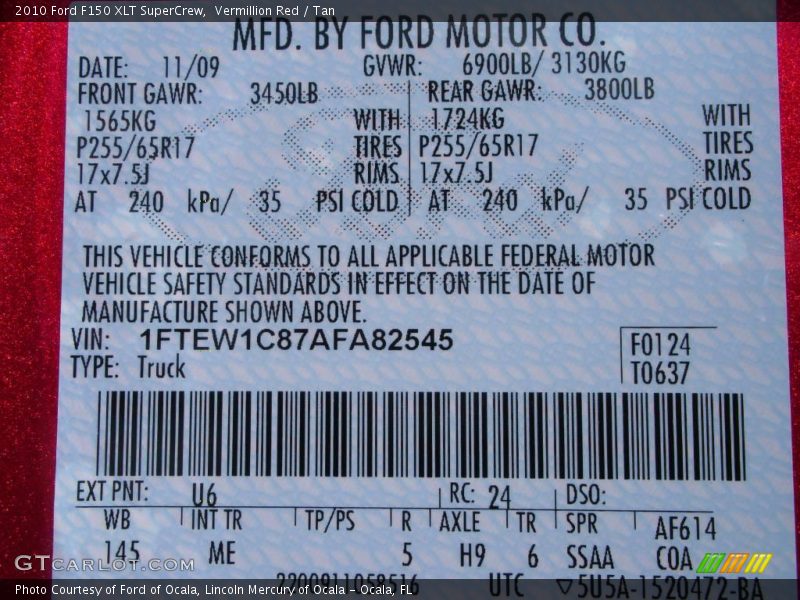 2010 Ford F150 XLT SuperCrew, Vermillion Red / Tan
MFD. BY FORD MOTOR CO.
DATE: 11/09 GVWR: 6900LB/ 3130KG
FRONT GAWR: 3450LB REAR GAWR: 3800LB
1565KG WITH 1724KG WITH
P255/65R17 TIRES P255/65R17 TIRES
17x7.5J RIMS 17x7.5J RIMS
AT 240 kPa/ 35 PSI COLD AT 240 kPa/ 35 PSI COLD
THIS VEHICLE CONFORMS TO ALL APPLICABLE FEDERAL MOTOR
VEHICLE SAFETY STANDARDS IN EFFECT ON THE DATE OF
MANUFACTURE SHOWN ABOVE.
VIN: 1FTEW1C87AFA82545 F0124
TYPE: Truck T0637
EXT PNT: U6 RC: 24 DSO:
WB INT TR TP/PS R AXLE TR SPR AF614
145 ME 5 H9 6 SSAA COA
GTCARLOT.COM
2200911058516 UTC ▽5U5A-1520472-BA
Photo Courtesy of Ford of Ocala, Lincoln Mercury of Ocala – Ocala, FL